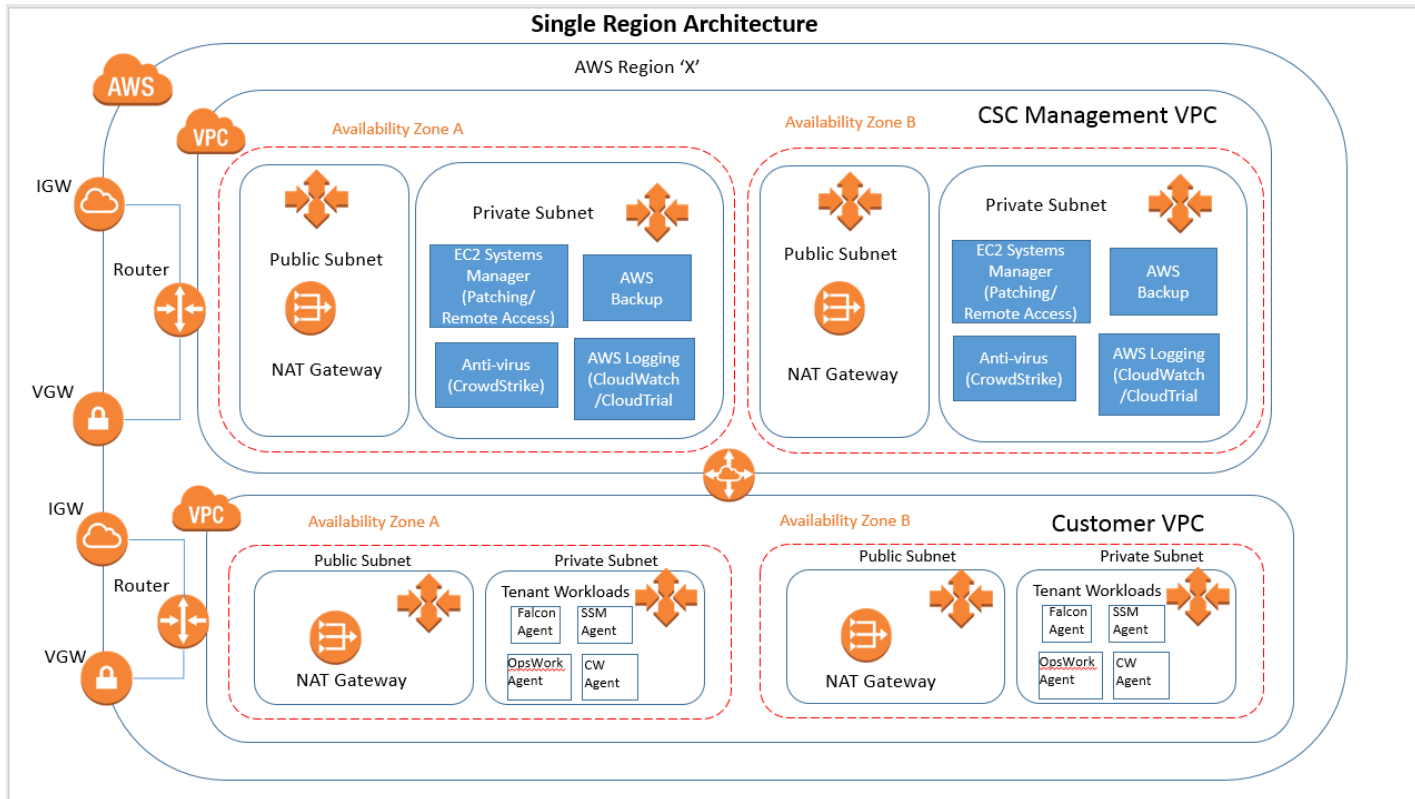 Single Region Architecture
AWS Region ‘X’
AWS
VPC
CSC Management VPC
Availability Zone A
Availability Zone B
IGW
Router
VGW
Public Subnet
NAT Gateway
Private Subnet
EC2 Systems
Manager
(Patching/
Remote Access)
AWS
Backup
Anti-virus
(CrowdStrike)
AWS Logging
(CloudWatch
/CloudTrial
Public Subnet
NAT Gateway
Private Subnet
EC2 Systems
Manager
(Patching/
Remote Access)
AWS
Backup
Anti-virus
(CrowdStrike)
AWS Logging
(CloudWatch
/CloudTrial
IGW
Router
VGW
VPC
Customer VPC
Availability Zone A
Availability Zone B
Public Subnet
NAT Gateway
Private Subnet
Tenant Workloads
Falcon
Agent
SSM
Agent
OpsWork
Agent
CW
Agent
Public Subnet
NAT Gateway
Private Subnet
Tenant Workloads
Falcon
Agent
SSM
Agent
OpsWork
Agent
CW
Agent